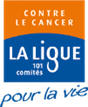 CONTRE
LE CANCER
LA LIGUE
101
comités
pour la vie